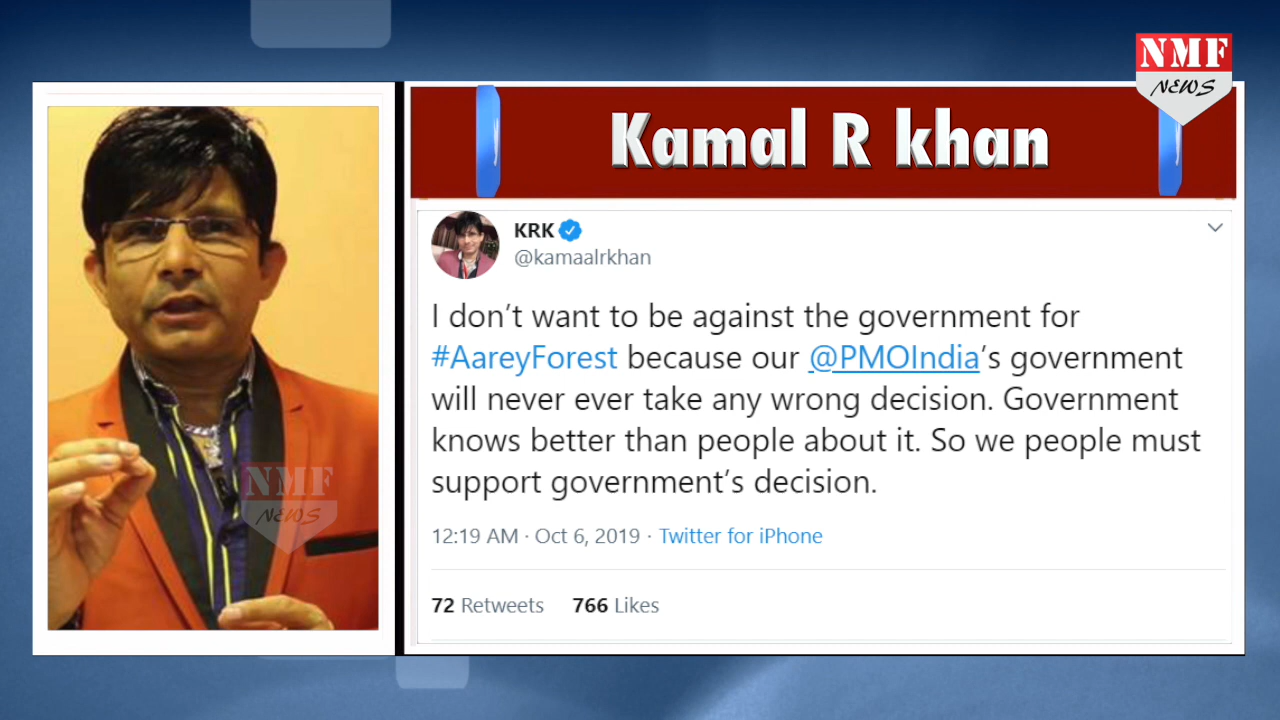 NMF
NEWS
Kamal R khan
KRK
@kamaalrkhan
I don't want to be against the government for
#AareyForest because our @PMOIndia's government
will never ever take any wrong decision. Government
knows better than people about it. So we people must
support government's decision.
12:19 AM · Oct 6, 2019 · Twitter for iPhone
72 Retweets 766 Likes
NMF
NEWS